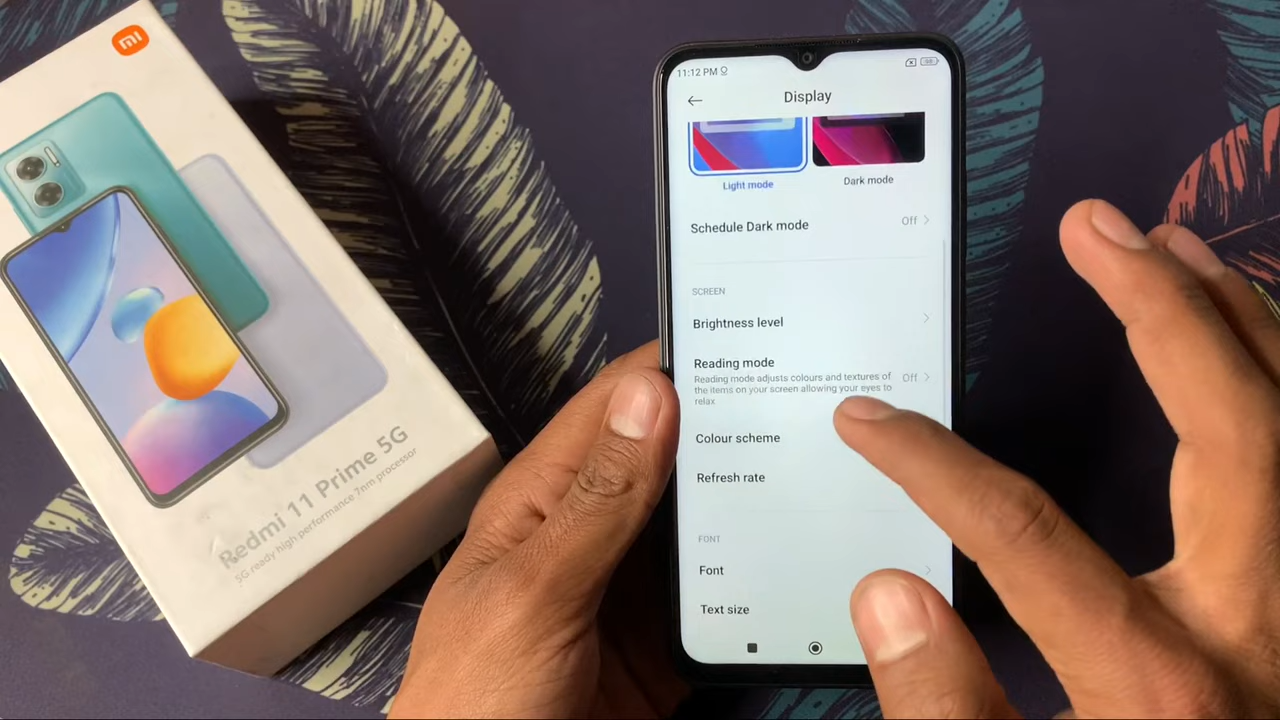 mi
Redmi 11 Prime 5G
5G ready high performance 7nm processor
11:12 PM
98
Display
Light mode
Dark mode
Schedule Dark mode
Off
SCREEN
Brightness level
Reading mode
Reading mode adjusts colours and textures of
the items on your screen allowing your eyes to
relax
Off
Colour scheme
Refresh rate
FONT
Font
Text size